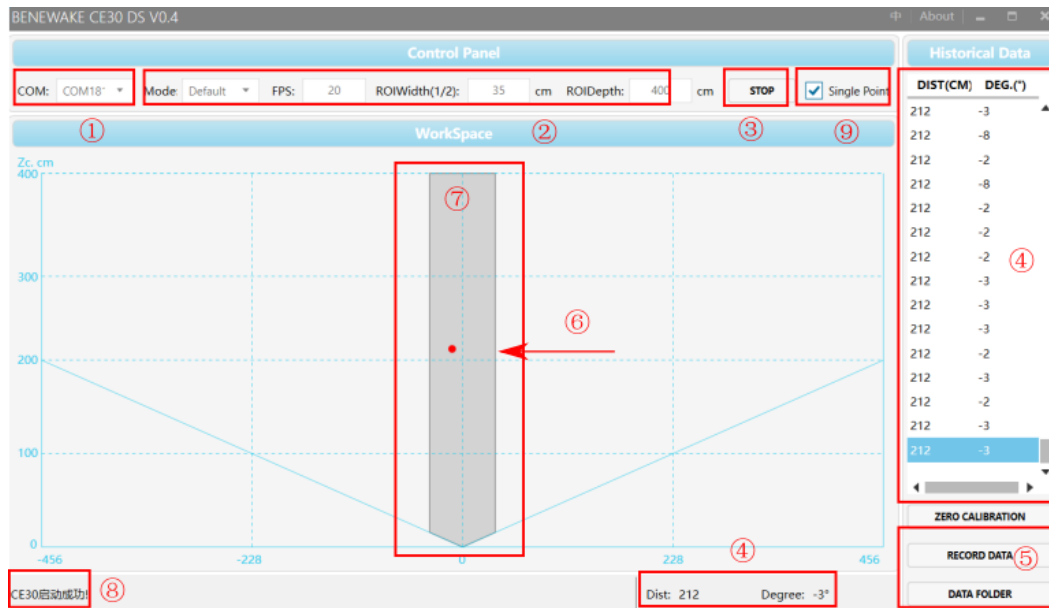 BENEWAKE CE30 DS V0.4 中 About
Control Panel
Historical Data
COM: COM18 Mode: Default FPS: 20 ROIWidth(1/2): 35 cm ROIDepth: 400 cm STOP Single Point
DIST(CM) DEG.(°)
① ② ③ ⑨
WorkSpace
212 -3
212 -8
212 -2
212 -8
212 -2
212 -2
212 -2
212 -3
212 -3
212 -3
212 -2
212 -3
212 -2
212 -3
212 -3
④
Zc. cm
400
⑦
300
⑥
200
100
0
-456 -228 0 228 456
ZERO CALIBRATION
RECORD DATA ⑤
DATA FOLDER
CE30启动成功! ⑧
④
Dist: 212 Degree: -3°